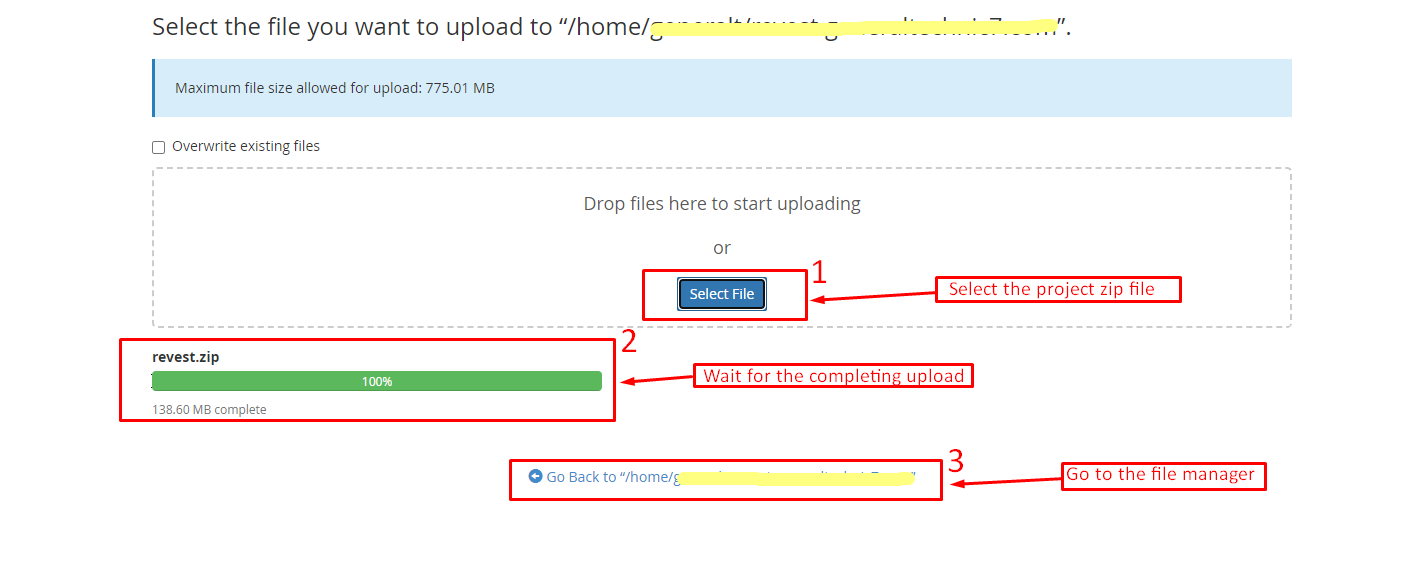 Select the file you want to upload to “/home/ ”.
Maximum file size allowed for upload: 775.01 MB
Overwrite existing files
Drop files here to start uploading
or
1
Select File
Select the project zip file
2
revest.zip
100%
Wait for the completing upload
138.60 MB complete
3
Go Back to “/home/
Go to the file manager